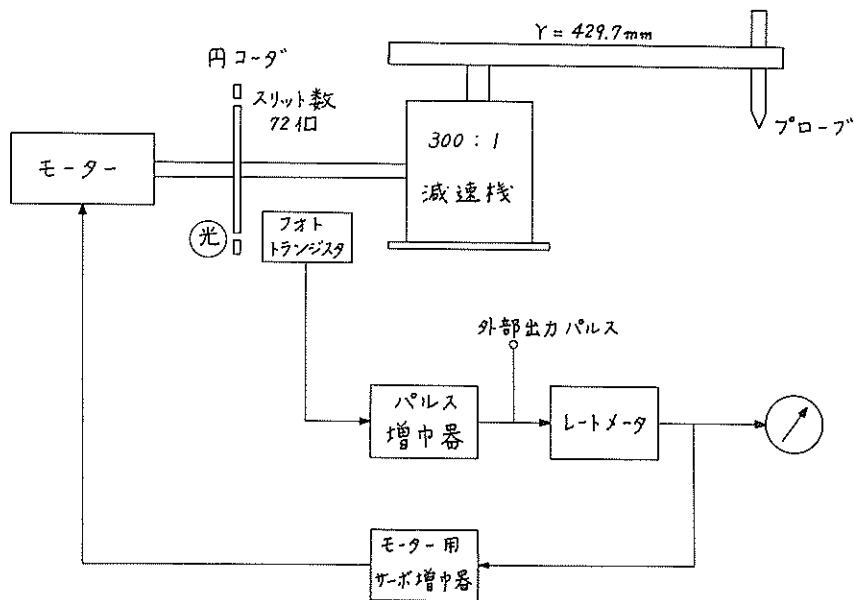 γ = 429.7mm
円コーダ
スリット数
72個
プローブ
モーター
300 : 1
減速機
光
フォト
トランジスタ
外部出力パルス
パルス
増巾器
レートメータ
モーター用
サーボ増巾器